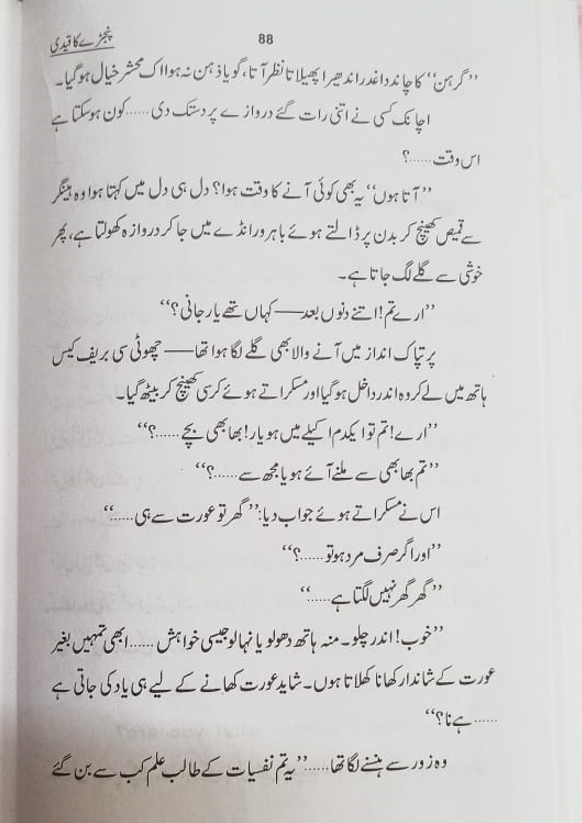 88
پنجڑے کا قیدی
”گرہن“ کا چاند داغدار اندھیرا پھیلاتا نظر آتا، گویا ذہن نہ ہوا اک محشر خیال ہو گیا۔
اچانک کسی نے اتنی رات گئے دروازے پر دستک دی……کون ہو سکتا ہے
اس وقت……؟
”آتا ہوں“ یہ بھی کوئی آنے کا وقت ہوا؟ دل ہی دل میں کہتا ہوا وہ ہینگر
سے قمیص کھینچ کر بدن پر ڈالتے ہوئے باہر ورانڈے میں جا کر دروازہ کھولتا ہے، پھر
خوشی سے گلے لگ جاتا ہے۔
”ارے تم! اتنے دنوں بعد—— کہاں تھے یار جانی؟“
پر تپاک انداز میں آنے والا بھی گلے لگا ہوا تھا—— چھوٹی سی بریف کیس
ہاتھ میں لے کر وہ اندر داخل ہو گیا اور مسکراتے ہوئے کرسی کھینچ کر بیٹھ گیا۔
”ارے! تم تو ایکدم اکیلے میں ہو یار! بھابھی بچے……؟“
”تم بھابھی سے ملنے آئے ہو یا مجھ سے……؟“
اس نے مسکراتے ہوئے جواب دیا: ”گھر تو عورت سے ہی……“
”اور اگر صرف مرد ہو تو……؟“
”گھر گھر نہیں لگتا ہے……“
”خوب! اندر چلو۔ منہ ہاتھ دھولو یا نہالو جیسی خواہش……ابھی تمہیں بغیر
عورت کے شاندار کھانا کھلاتا ہوں۔ شاید عورت کھانے کے لیے ہی یاد کی جاتی ہے
……ہے نا؟“
وہ زور سے ہنسنے لگا تھا……”یہ تم نفسیات کے طالب علم کب سے بن گئے